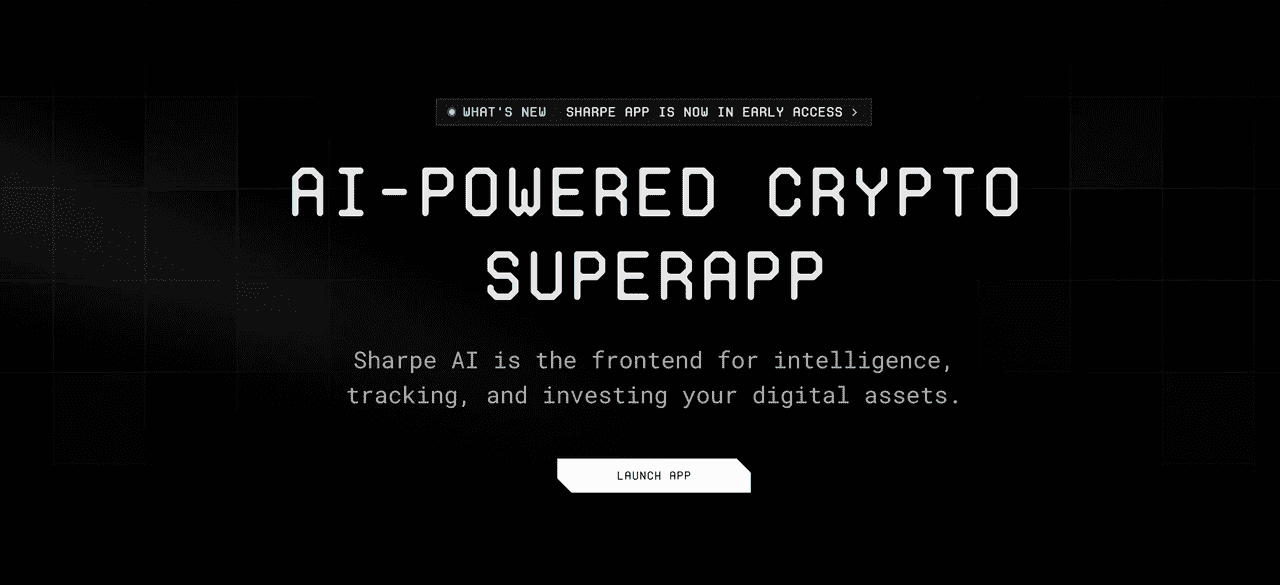 WHAT'S NEW SHARPE APP IS NOW IN EARLY ACCESS >
AI-POWERED CRYPTO
SUPERAPP
Sharpe AI is the frontend for intelligence,
tracking, and investing your digital assets.
LAUNCH APP